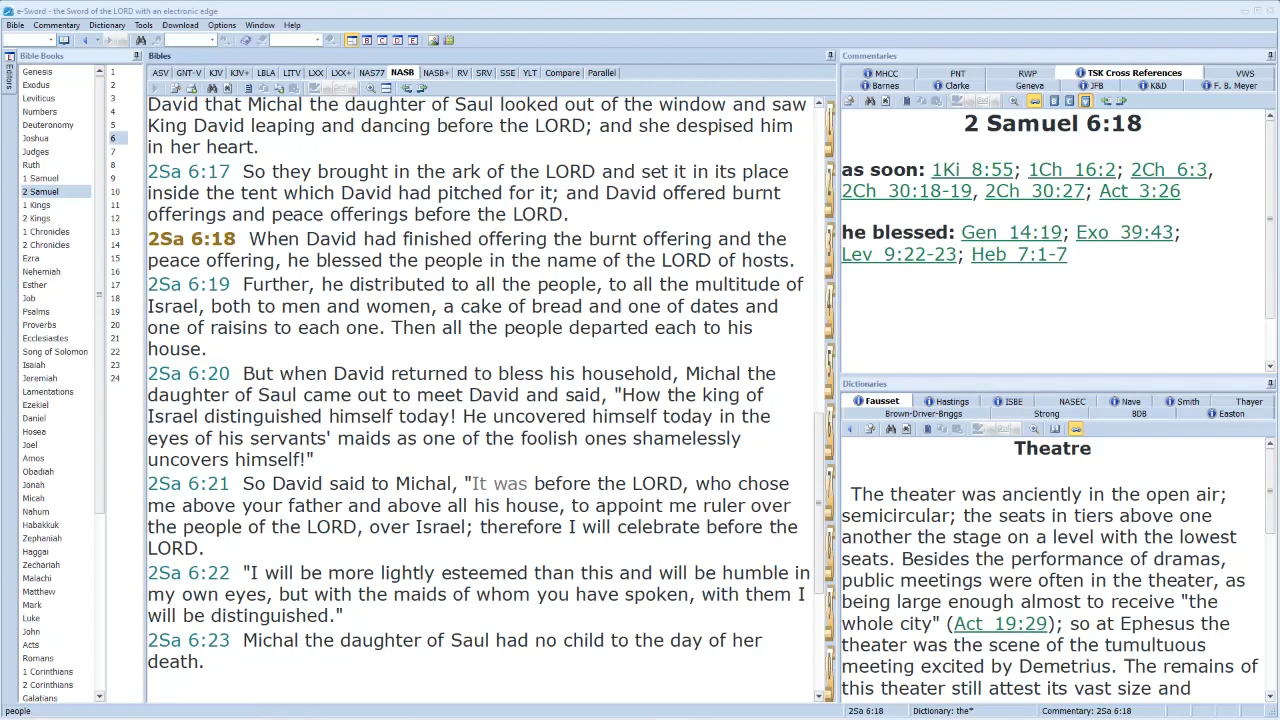 e-Sword - the Sword of the LORD with an electronic edge
Bible Commentary Dictionary Tools Download Options Window Help
B C D E
Editors
Bible Books
Genesis 1
Exodus 2
Leviticus 3
Numbers 4
Deuteronomy 5
Joshua 6
Judges 7
Ruth 8
1 Samuel 9
2 Samuel 10
1 Kings 11
2 Kings 12
1 Chronicles 13
2 Chronicles 14
Ezra 15
Nehemiah 16
Esther 17
Job 18
Psalms 19
Proverbs 20
Ecclesiastes 21
Song of Solomon 22
Isaiah 23
Jeremiah 24
Lamentations
Ezekiel
Daniel
Hosea
Joel
Amos
Obadiah
Jonah
Micah
Nahum
Habakkuk
Zephaniah
Haggai
Zechariah
Malachi
Matthew
Mark
Luke
John
Acts
Romans
1 Corinthians
2 Corinthians
Galatians
Bibles
ASV GNT-V KJV KJV+ LBLA LITV LXX LXX+ NAS77 NASB NASB+ RV SRV SSE YLT Compare Parallel
David that Michal the daughter of Saul looked out of the window and saw
King David leaping and dancing before the LORD; and she despised him
in her heart.
2Sa 6:17 So they brought in the ark of the LORD and set it in its place
inside the tent which David had pitched for it; and David offered burnt
offerings and peace offerings before the LORD.
2Sa 6:18 When David had finished offering the burnt offering and the
peace offering, he blessed the people in the name of the LORD of hosts.
2Sa 6:19 Further, he distributed to all the people, to all the multitude of
Israel, both to men and women, a cake of bread and one of dates and
one of raisins to each one. Then all the people departed each to his
house.
2Sa 6:20 But when David returned to bless his household, Michal the
daughter of Saul came out to meet David and said, "How the king of
Israel distinguished himself today! He uncovered himself today in the
eyes of his servants' maids as one of the foolish ones shamelessly
uncovers himself!"
2Sa 6:21 So David said to Michal, "It was before the LORD, who chose
me above your father and above all his house, to appoint me ruler over
the people of the LORD, over Israel; therefore I will celebrate before the
LORD.
2Sa 6:22 "I will be more lightly esteemed than this and will be humble in
my own eyes, but with the maids of whom you have spoken, with them I
will be distinguished."
2Sa 6:23 Michal the daughter of Saul had no child to the day of her
death.
Commentaries
MHCC PNT RWP TSK Cross References VWS
Barnes Clarke Geneva JFB K&D F. B. Meyer
2 Samuel 6:18
as soon: 1Ki 8:55; 1Ch 16:2; 2Ch 6:3,
2Ch 30:18-19, 2Ch 30:27; Act 3:26
he blessed: Gen 14:19; Exo 39:43;
Lev 9:22-23; Heb 7:1-7
Dictionaries
Fausset Hastings ISBE NASEC Nave Smith Thayer
Brown-Driver-Briggs Strong BDB Easton
Theatre
The theater was anciently in the open air;
semicircular; the seats in tiers above one
another the stage on a level with the lowest
seats. Besides the performance of dramas,
public meetings were often in the theater, as
being large enough almost to receive "the
whole city" (Act 19:29); so at Ephesus the
theater was the scene of the tumultuous
meeting excited by Demetrius. The remains of
this theater still attest its vast size and
people 2Sa 6:18 Dictionary: the* Commentary: 2Sa 6:18